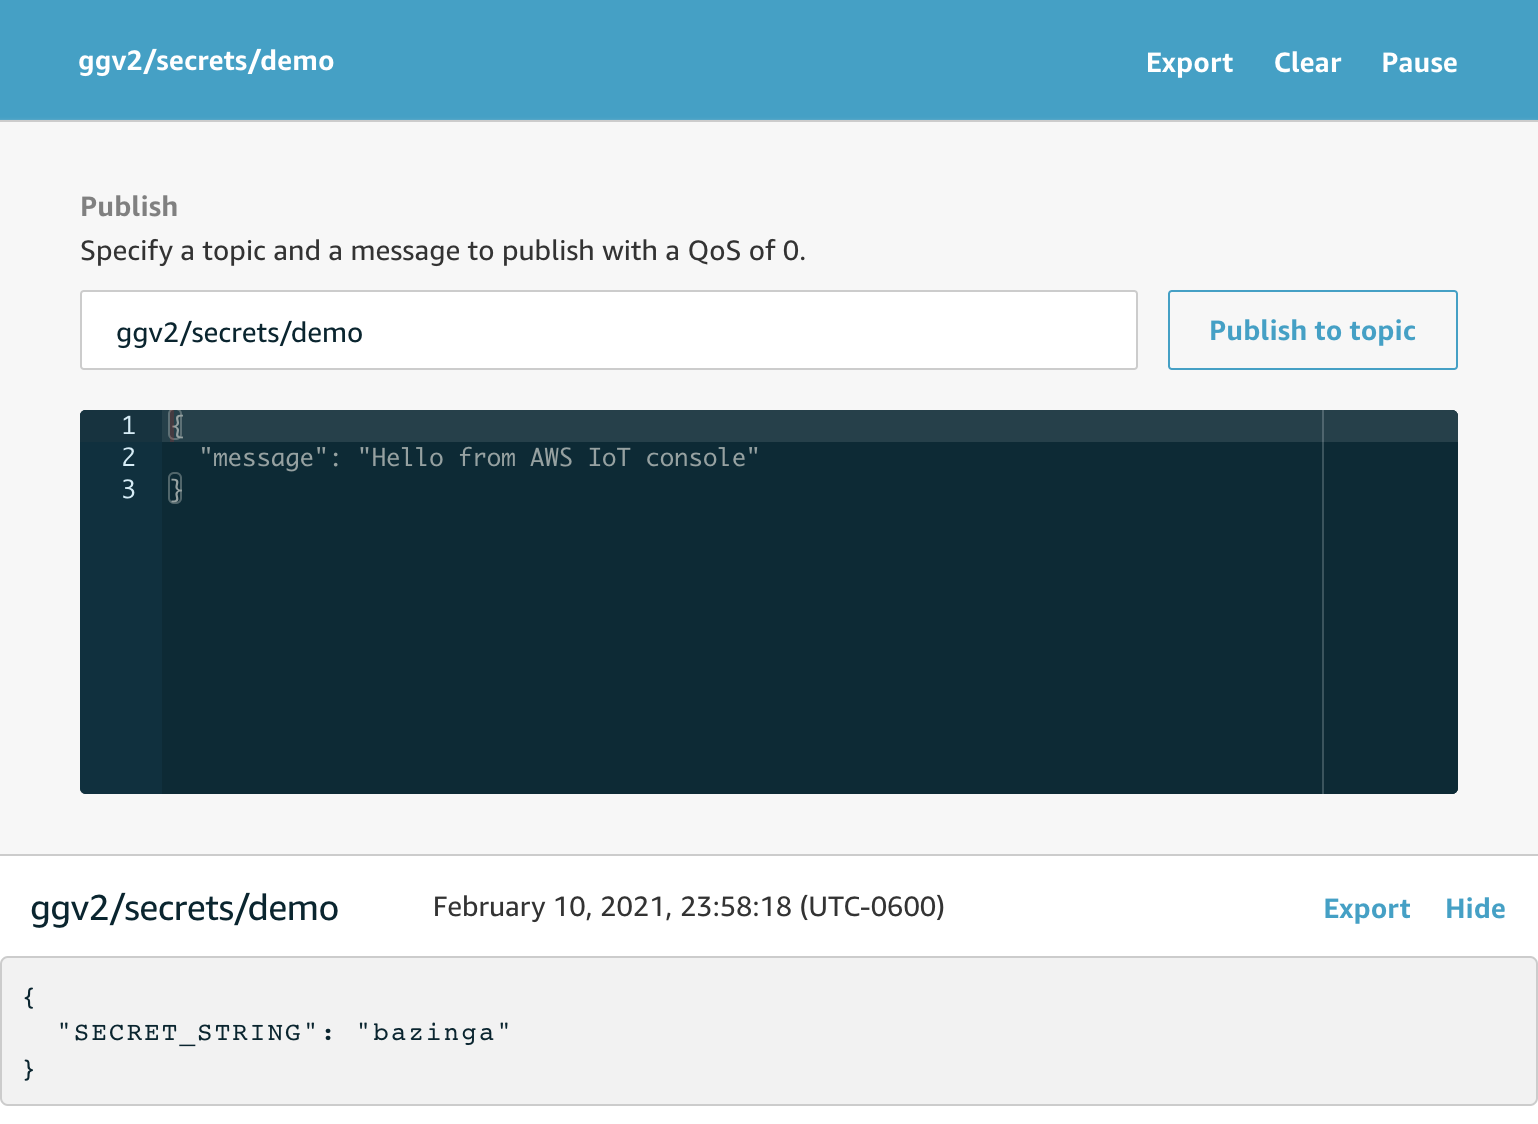 ggv2/secrets/demo
Export Clear Pause
Publish
Specify a topic and a message to publish with a QoS of 0.
ggv2/secrets/demo
Publish to topic
1 {
2   "message": "Hello from AWS IoT console"
3 }
ggv2/secrets/demo
February 10, 2021, 23:58:18 (UTC-0600)
Export Hide
{
  "SECRET_STRING": "bazinga"
}